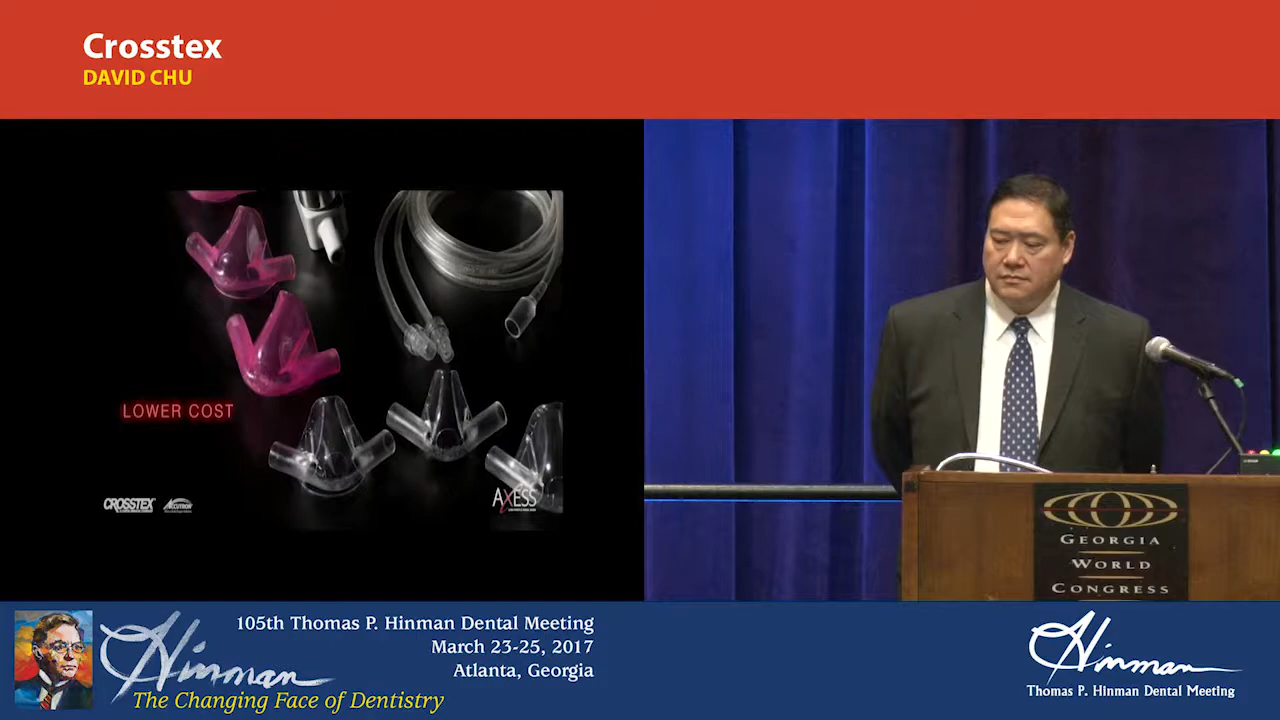 Crosstex
DAVID CHU
LOWER COST
CROSSTEX
ACCUTRON
AXESS
GEORGIA
WORLD
CONGRESS
105th Thomas P. Hinman Dental Meeting
March 23-25, 2017
Atlanta, Georgia
Hinman
The Changing Face of Dentistry
Hinman
Thomas P. Hinman Dental Meeting